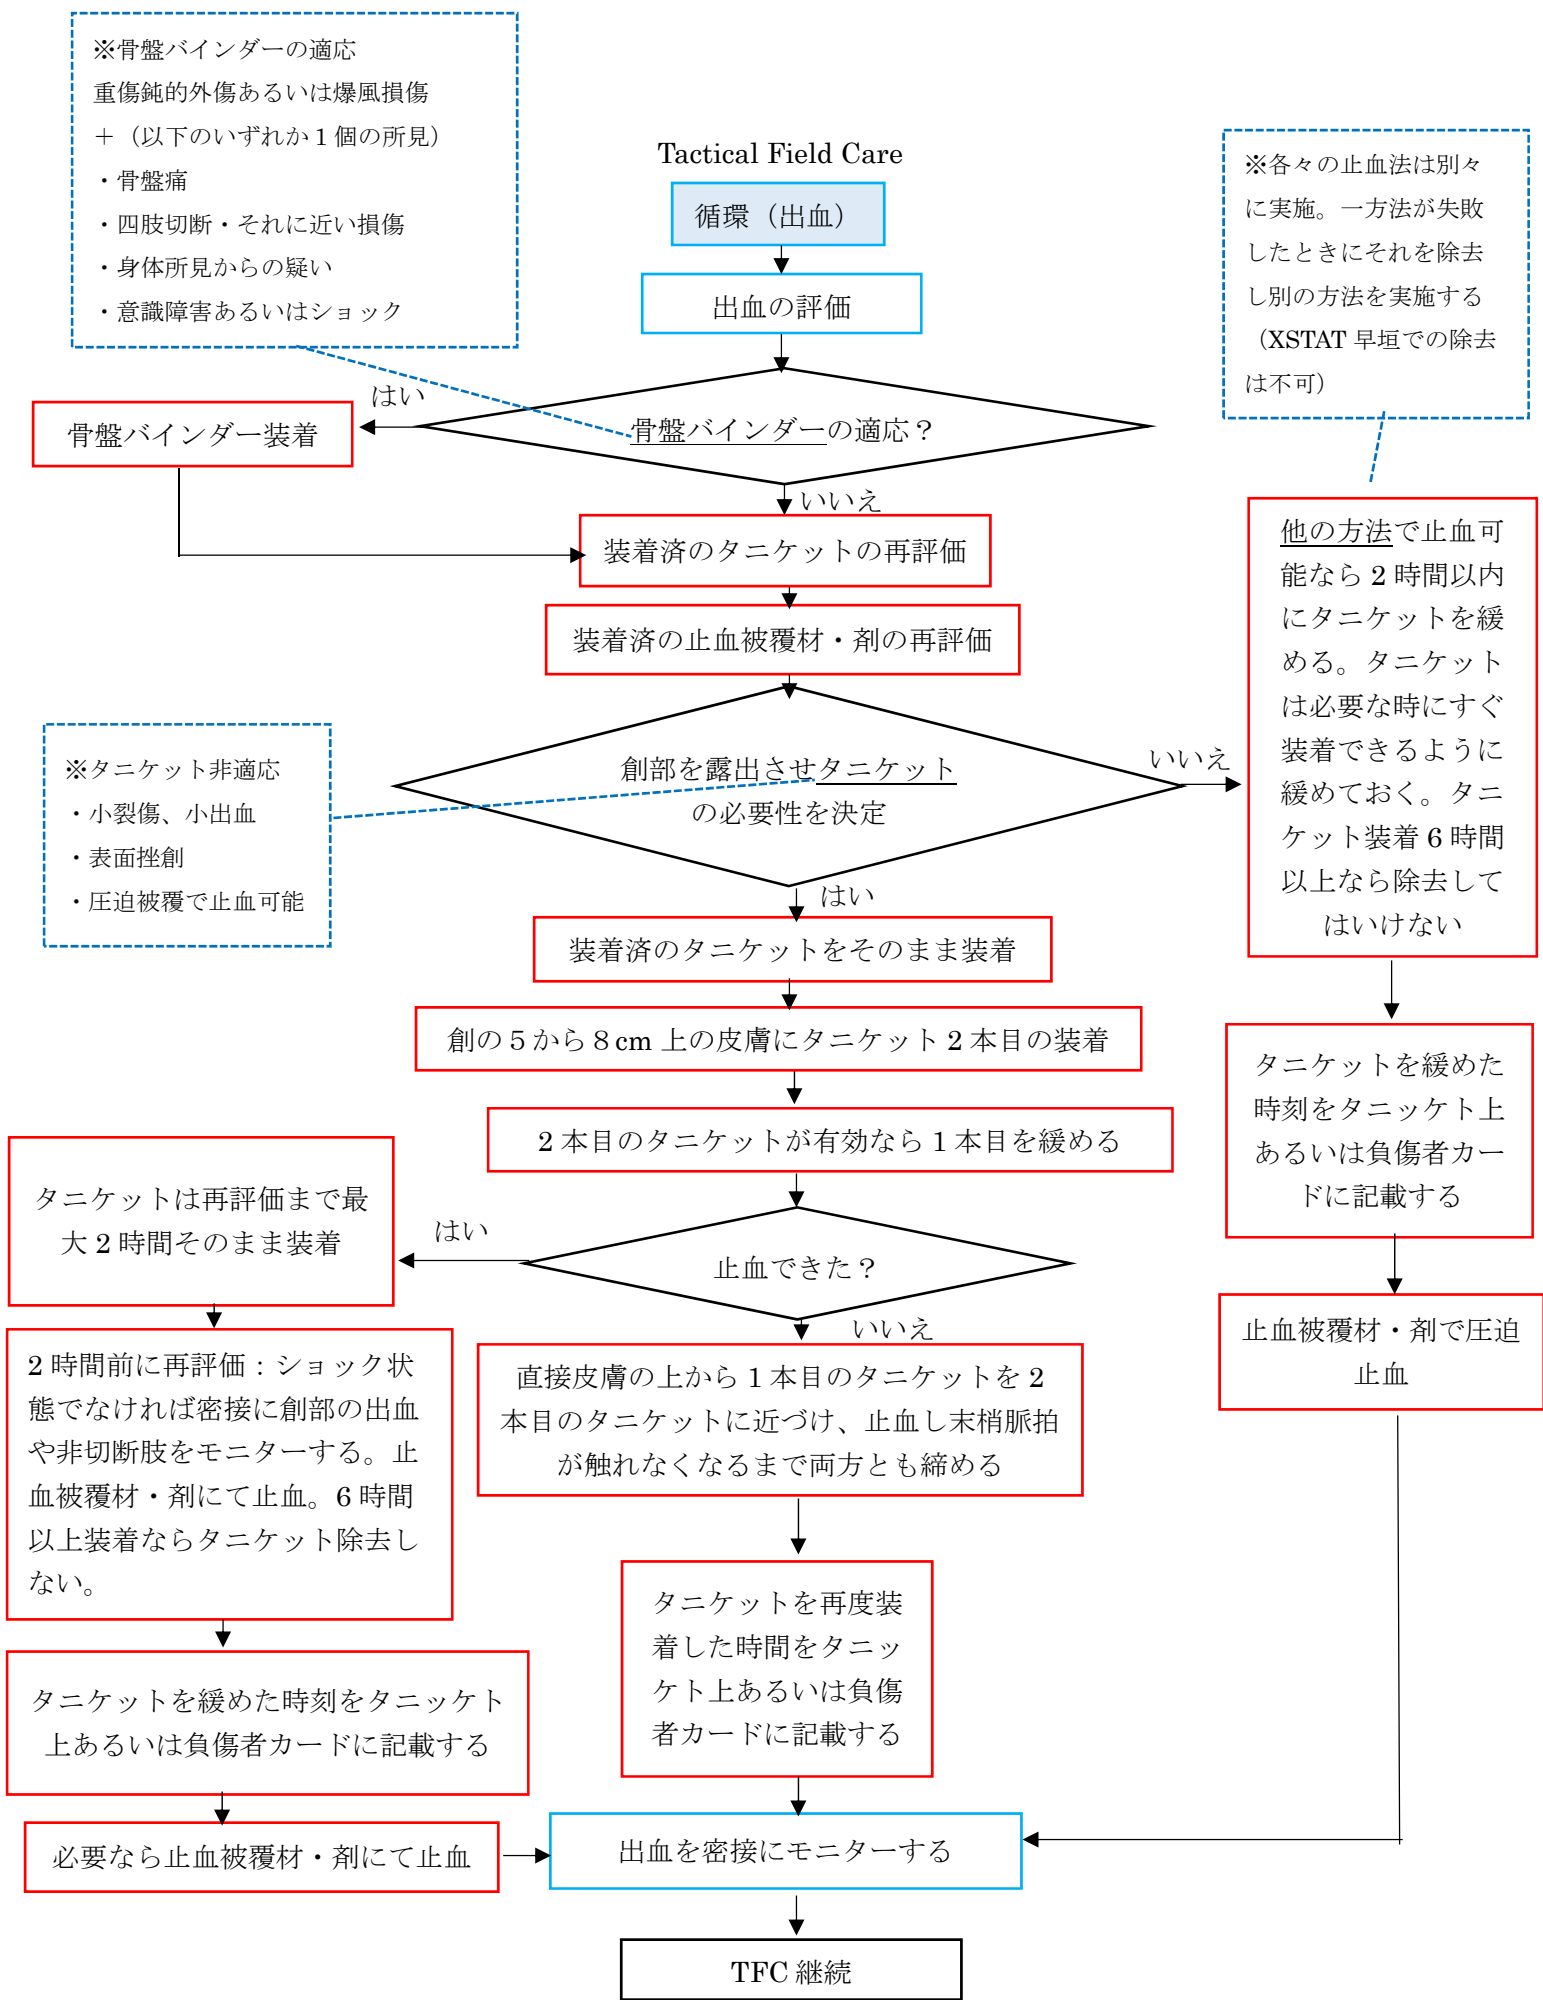 ※骨盤バインダーの適応
重傷鈍的外傷あるいは爆風損傷
＋（以下のいずれか１個の所見）
・骨盤痛
・四肢切断・それに近い損傷
・身体所見からの疑い
・意識障害あるいはショック
Tactical Field Care
循環（出血）
出血の評価
※各々の止血法は別々
に実施。一方法が失敗
したときにそれを除去
し別の方法を実施する
（XSTAT 早垣での除去
は不可）
はい
骨盤バインダー装着
骨盤バインダーの適応？
いいえ
装着済のタニケットの再評価
装着済の止血被覆材・剤の再評価
※タニケット非適応
・小裂傷、小出血
・表面挫創
・圧迫被覆で止血可能
創部を露出させタニケット
の必要性を決定
いいえ
他の方法で止血可
能なら 2 時間以内
にタニケットを緩
める。タニケット
は必要な時にすぐ
装着できるように
緩めておく。タニ
ケット装着 6 時間
以上なら除去して
はいけない
はい
装着済のタニケットをそのまま装着
創の５から８cm 上の皮膚にタニケット 2 本目の装着
2 本目のタニケットが有効なら 1 本目を緩める
タニケットを緩めた
時刻をタニッケト上
あるいは負傷者カー
ドに記載する
タニケットは再評価まで最
大 2 時間そのまま装着
はい
止血できた？
いいえ
止血被覆材・剤で圧迫
止血
2 時間前に再評価：ショック状
態でなければ密接に創部の出血
や非切断肢をモニターする。止
血被覆材・剤にて止血。6 時間
以上装着ならタニケット除去し
ない。
直接皮膚の上から 1 本目のタニケットを 2
本目のタニケットに近づけ、止血し末梢脈拍
が触れなくなるまで両方とも締める
タニケットを再度装
着した時間をタニッ
ケト上あるいは負傷
者カードに記載する
タニケットを緩めた時刻をタニッケト
上あるいは負傷者カードに記載する
必要なら止血被覆材・剤にて止血
出血を密接にモニターする
TFC 継続